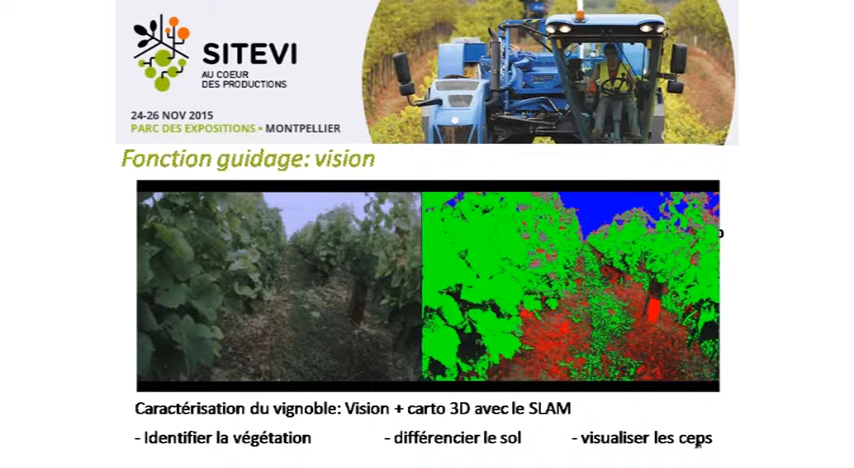 SITEVI
AU COEUR
DES PRODUCTIONS
24-26 NOV 2015
PARC DES EXPOSITIONS • MONTPELLIER
Fonction guidage: vision
Caractérisation du vignoble: Vision + carto 3D avec le SLAM
- Identifier la végétation - différencier le sol - visualiser les ceps